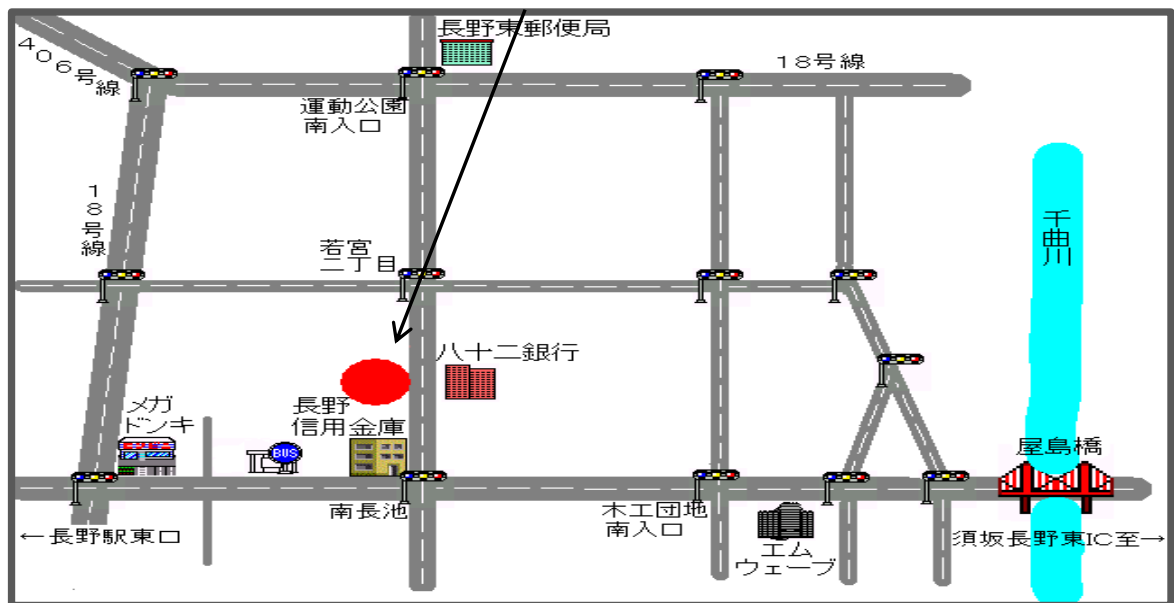 長野東郵便局
406号線
18号線
運動公園
南入口
18号線
千曲川
若宮
二丁目
八十二銀行
メガ
ドンキ
長野
信用金庫
BUS
屋島橋
南長池
木工団地
南入口
←長野駅東口
エム
ウェーブ
須坂長野東IC至→